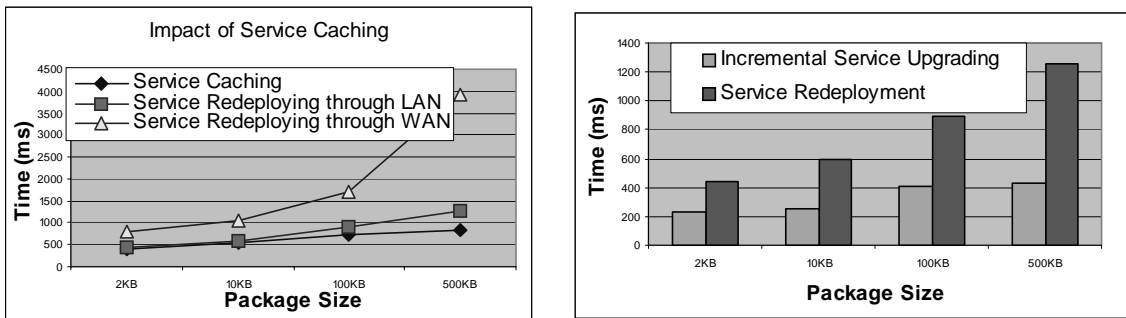 Impact of Service Caching
4500
4000
3500
3000
2500
2000
1500
1000
500
0
Time (ms)
Service Caching
Service Redeploying through LAN
Service Redeploying through WAN
2KB
10KB
100KB
500KB
Package Size
1400
1200
1000
800
600
400
200
0
Time (ms)
Incremental Service Upgrading
Service Redeployment
2KB
10KB
100KB
500KB
Package Size